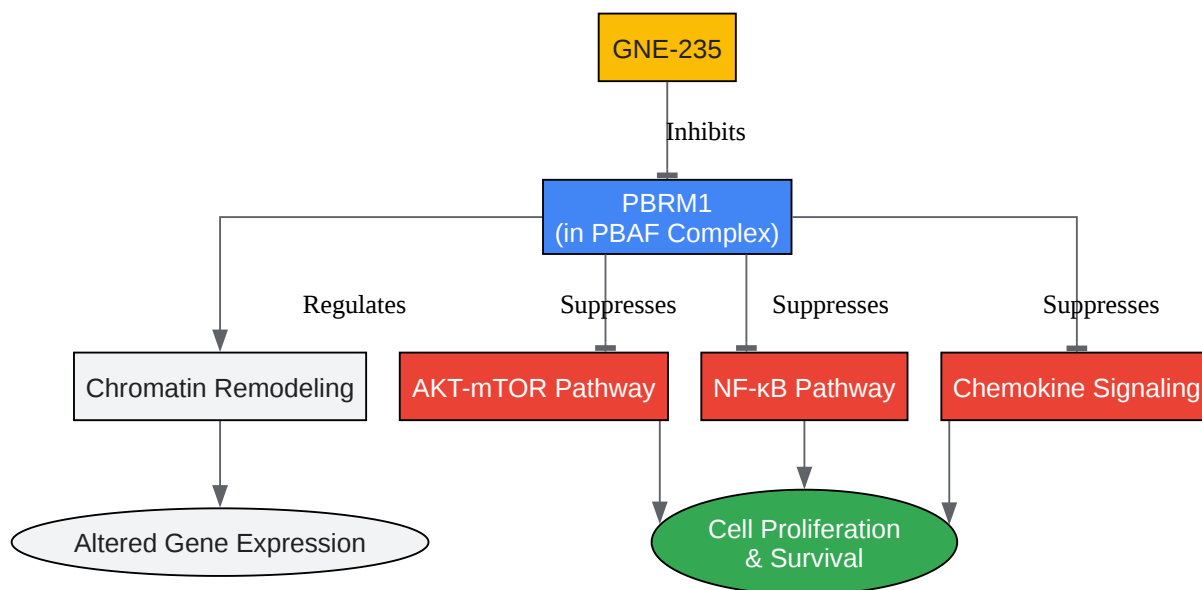 GNE-235
Inhibits
PBRM1
(in PBAF Complex)
Regulates
Suppresses
Suppresses
Suppresses
Chromatin Remodeling
AKT-mTOR Pathway
NF-κB Pathway
Chemokine Signaling
Altered Gene Expression
Cell Proliferation
& Survival